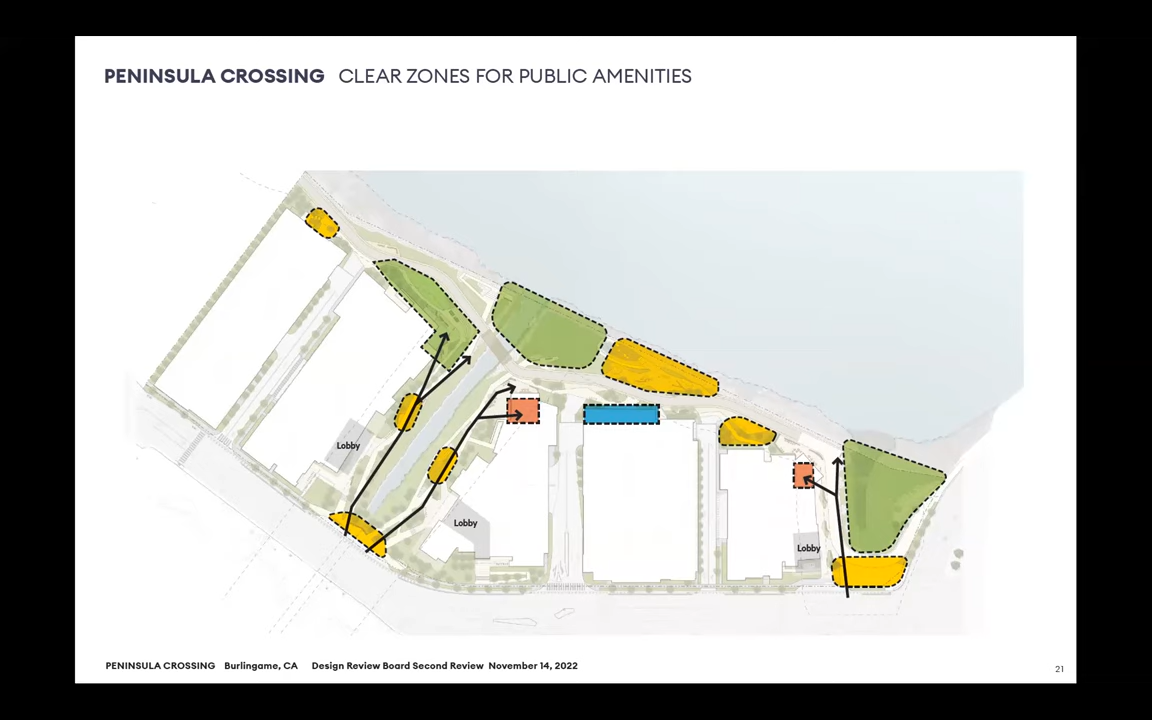 PENINSULA CROSSING CLEAR ZONES FOR PUBLIC AMENITIES
Lobby
Lobby
Lobby
PENINSULA CROSSING Burlingame, CA Design Review Board Second Review November 14, 2022
21